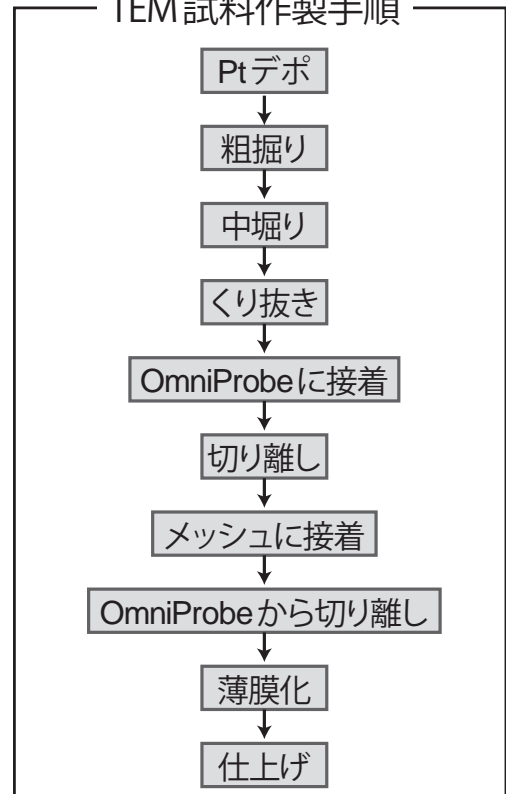 TEM試料作製手順
Ptデポ
粗掘り
中堀り
くり抜き
OmniProbeに接着
切り離し
メッシュに接着
OmniProbeから切り離し
薄膜化
仕上げ